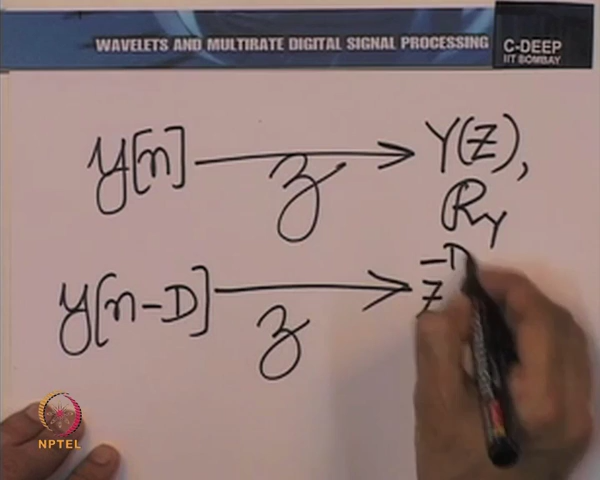 WAVELETS AND MULTIRATE DIGITAL SIGNAL PROCESSING
C-DEEP
IIT BOMBAY
y[n] z Y(Z),
R_Y
y[n-D] z Z^{-D}
NPTEL